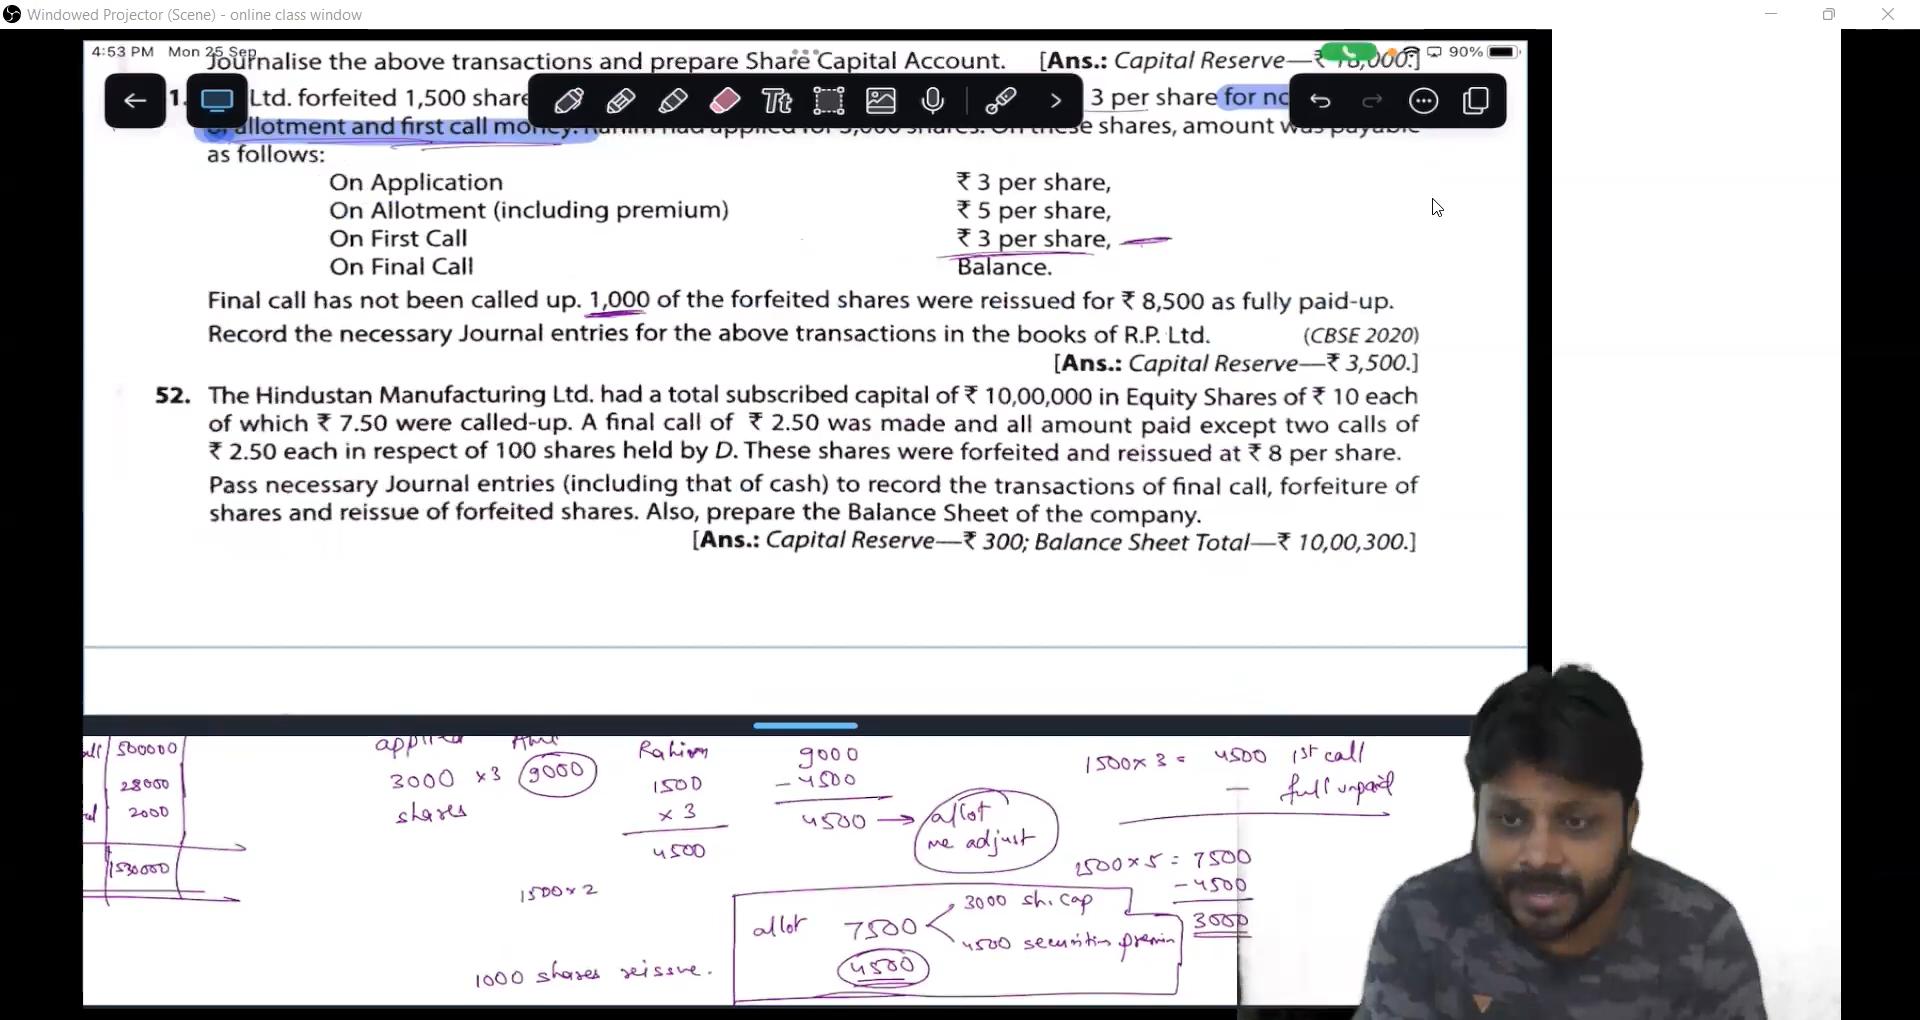 Windowed Projector (Scene) - online class window
4:53 PM Mon 25 Sep
90%
Journalise the above transactions and prepare Share Capital Account. [Ans.: Capital Reserve—₹
1. Ltd. forfeited 1,500 share 3 per share for no
allotment and first call money. shares, amount was payable
as follows:
On Application ₹ 3 per share,
On Allotment (including premium) ₹ 5 per share,
On First Call ₹ 3 per share,
On Final Call Balance.
Final call has not been called up. 1,000 of the forfeited shares were reissued for ₹ 8,500 as fully paid-up.
Record the necessary Journal entries for the above transactions in the books of R.P. Ltd. (CBSE 2020)
[Ans.: Capital Reserve—₹ 3,500.]
52. The Hindustan Manufacturing Ltd. had a total subscribed capital of ₹ 10,00,000 in Equity Shares of ₹ 10 each
of which ₹ 7.50 were called-up. A final call of ₹ 2.50 was made and all amount paid except two calls of
₹ 2.50 each in respect of 100 shares held by D. These shares were forfeited and reissued at ₹ 8 per share.
Pass necessary Journal entries (including that of cash) to record the transactions of final call, forfeiture of
shares and reissue of forfeited shares. Also, prepare the Balance Sheet of the company.
[Ans.: Capital Reserve—₹ 300; Balance Sheet Total—₹ 10,00,300.]
500000
28000
2000
1530000
3000 x3 9000
shares
1500x2
Rahim
1500
x 3
4500
9000
- 4500
4500 → allot
me adjust
1500x3 = 4500 1st call
full unpaid
1500x5 = 7500
- 4500
3000
allot 7500 3000 sh. cap
4500 securities premin
4500
1000 shares reissue.